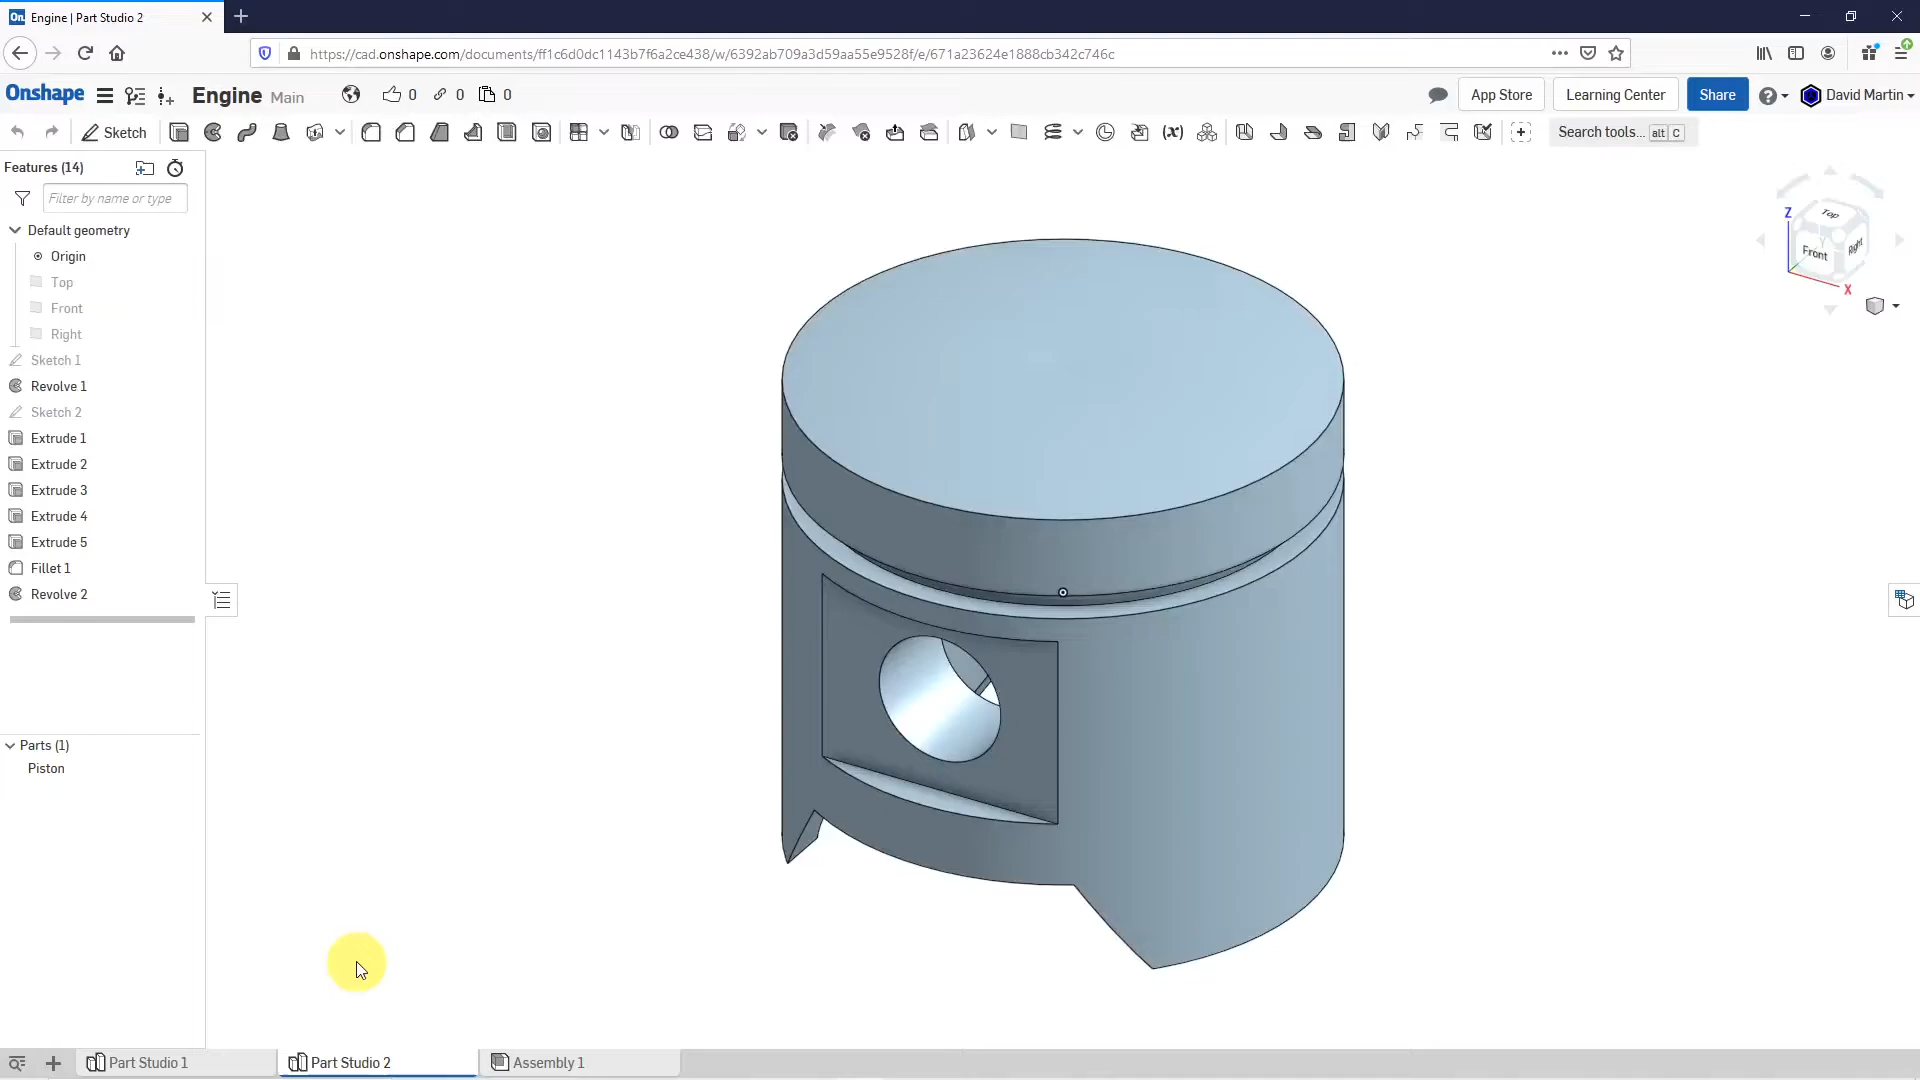 On. Engine | Part Studio 2
https://cad.onshape.com/documents/ff1c6d0dc1143b7f6a2ce438/w/6392ab709a3d59aa55e9528f/e/671a23624e1888cb342c746c
Onshape Engine Main 0 0 0 App Store Learning Center Share David Martin
Sketch (x) Search tools... alt C
Features (14)
Filter by name or type
Default geometry
Origin
Top
Front
Right
Sketch 1
Revolve 1
Sketch 2
Extrude 1
Extrude 2
Extrude 3
Extrude 4
Extrude 5
Fillet 1
Revolve 2
Parts (1)
Piston
Z
Top
Y
Front Right
X
Part Studio 1 Part Studio 2 Assembly 1